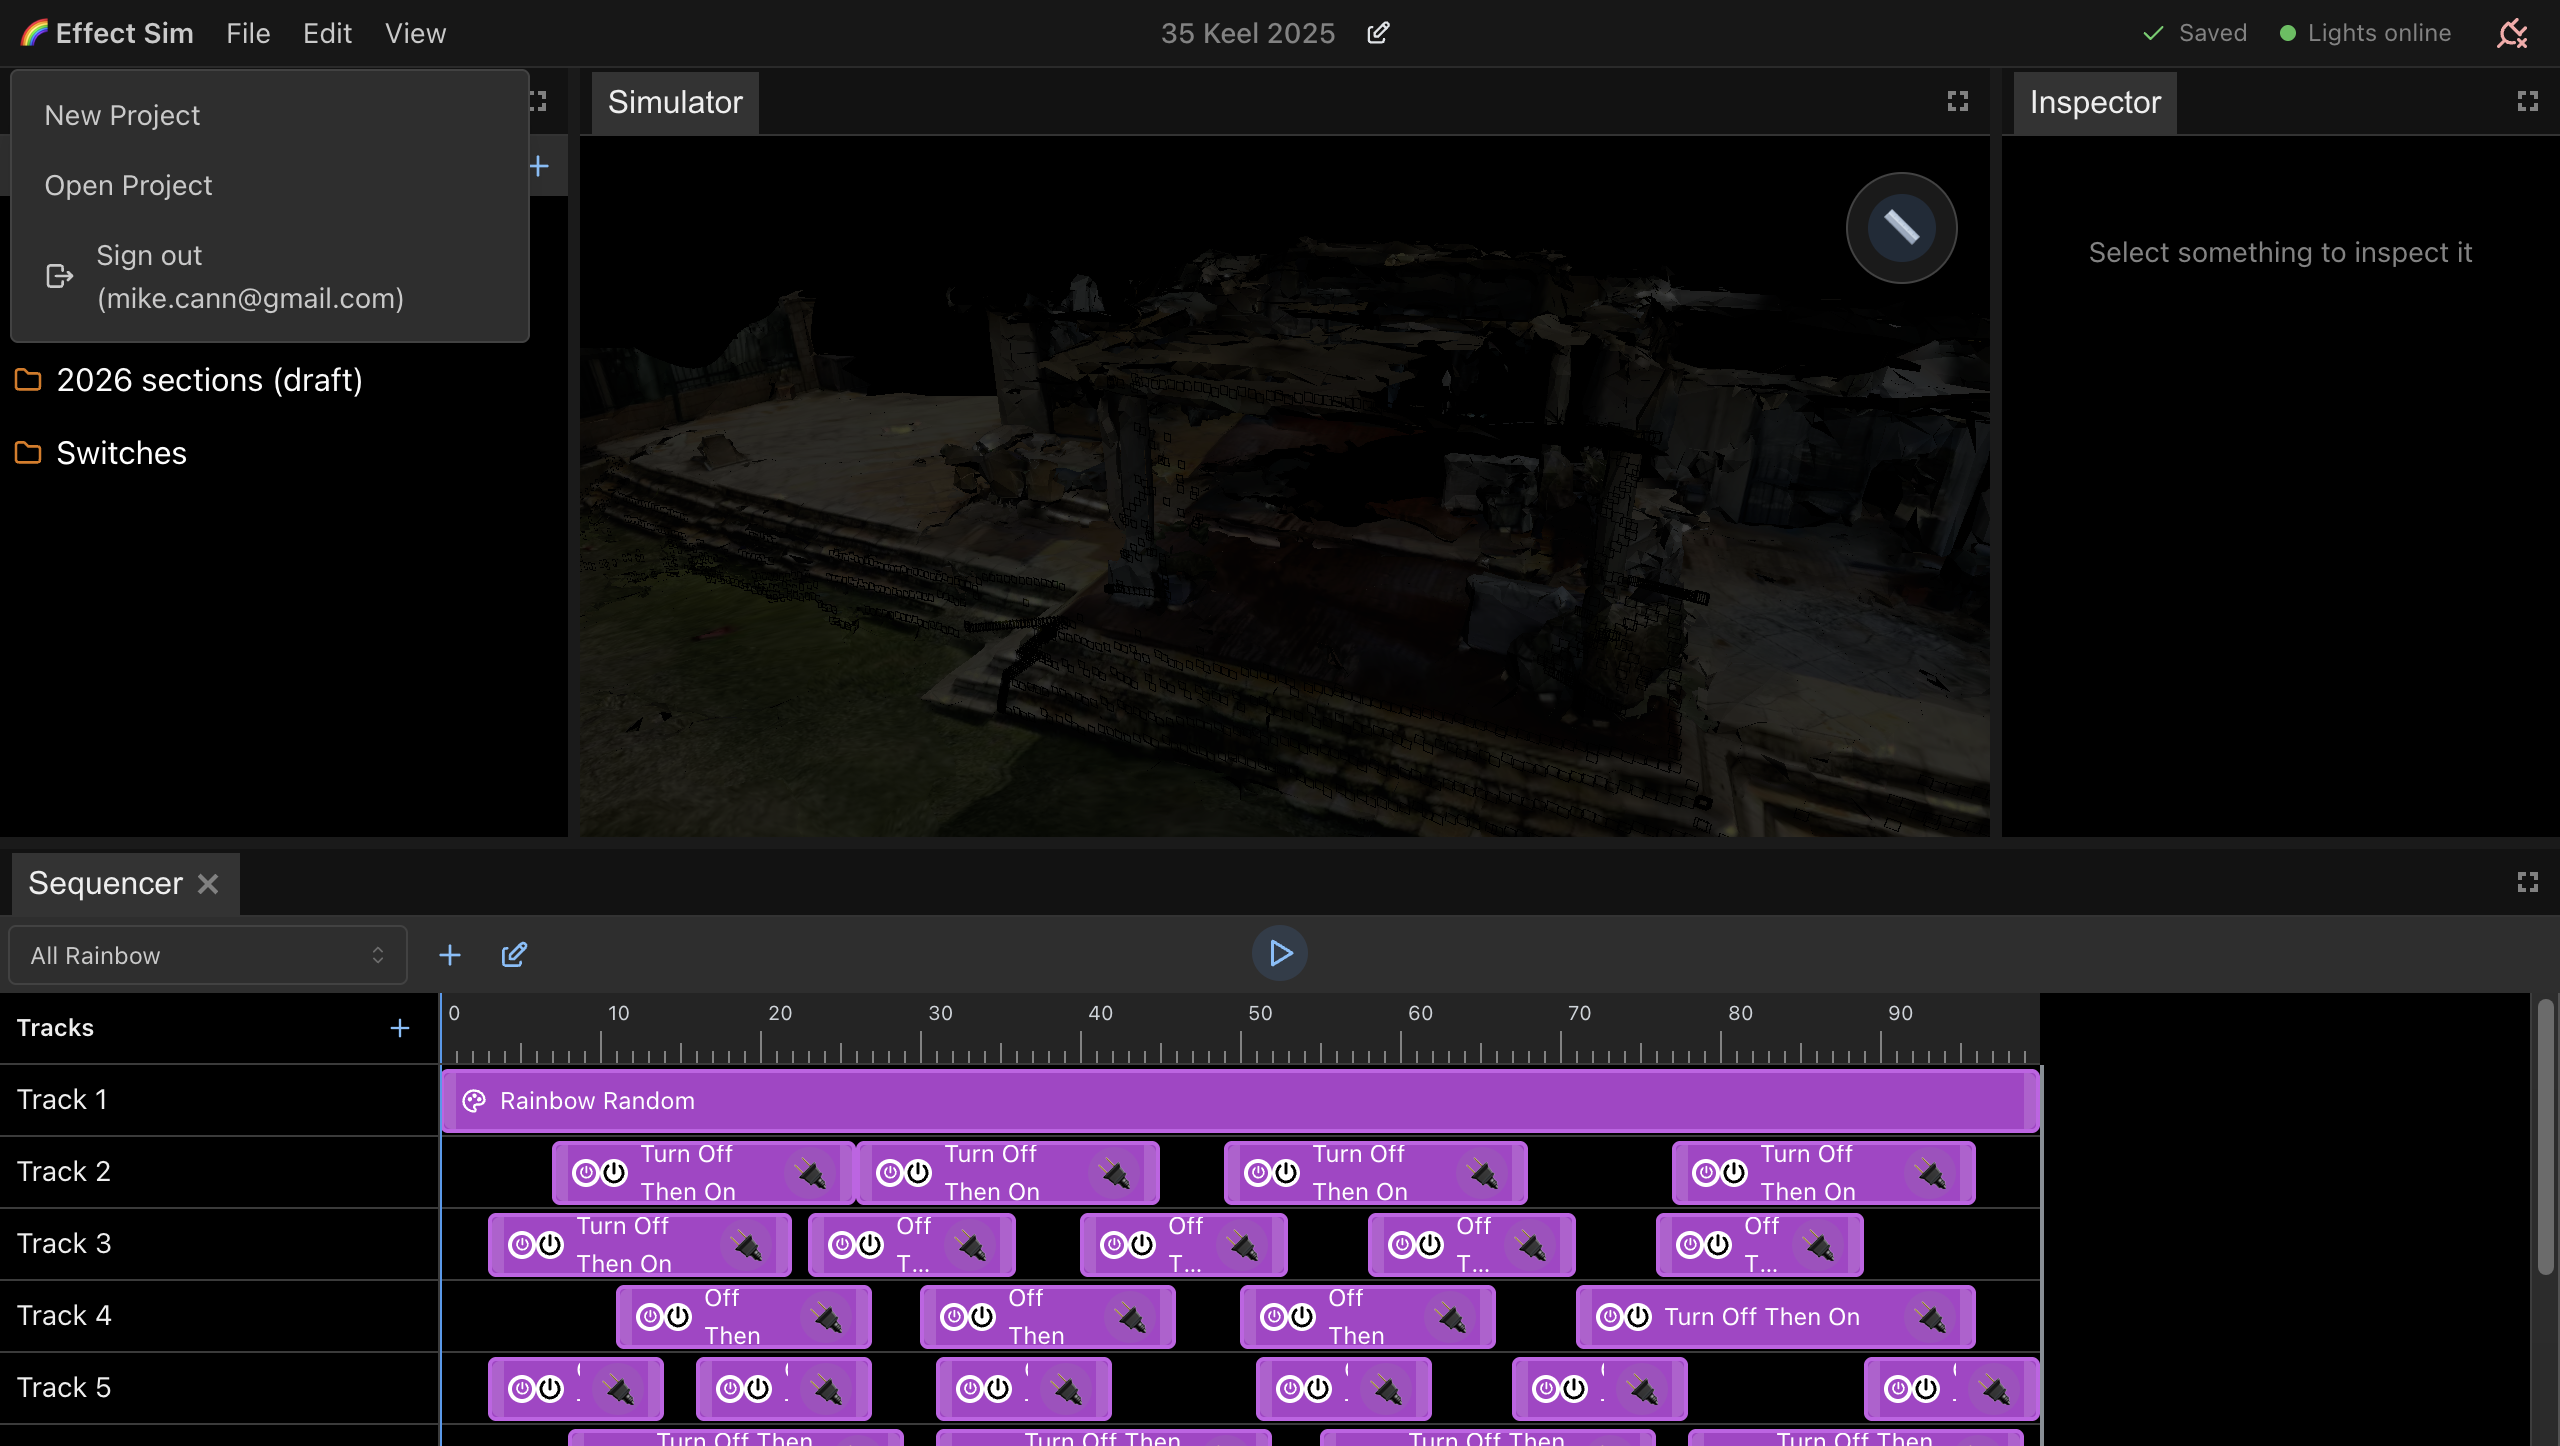 Effect Sim File Edit View
35 Keel 2025
Saved
Lights online
New Project
Open Project
Sign out
(mike.cann@gmail.com)
2026 sections (draft)
Switches
Simulator
Inspector
Select something to inspect it
Sequencer
All Rainbow
Tracks
0 10 20 30 40 50 60 70 80 90
Track 1
Rainbow Random
Track 2
Turn Off
Then On
Turn Off
Then On
Turn Off
Then On
Turn Off
Then On
Track 3
Turn Off
Then On
Off
T...
Off
T...
Off
T...
Off
T...
Track 4
Off
Then
Off
Then
Off
Then
Turn Off Then On
Track 5
Turn Off Then
Turn Off Then
Turn Off Then
Turn Off Then